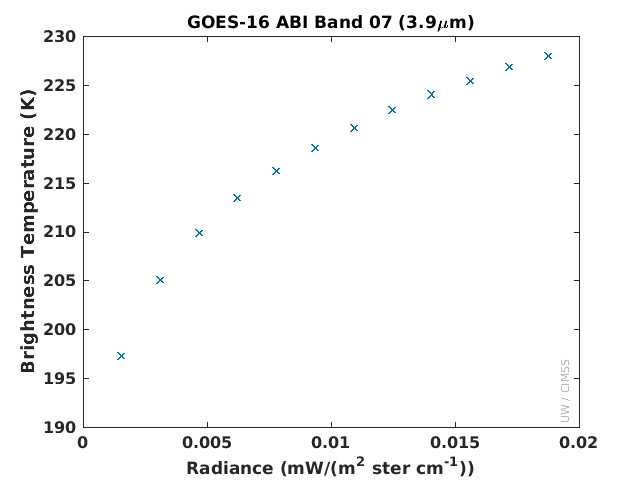 GOES-16 ABI Band 07 (3.9μm)
230
225
220
215
210
205
200
195
190
Brightness Temperature (K)
UW / CIMSS
0 0.005 0.01 0.015 0.02
Radiance (mW/(m² ster cm⁻¹))